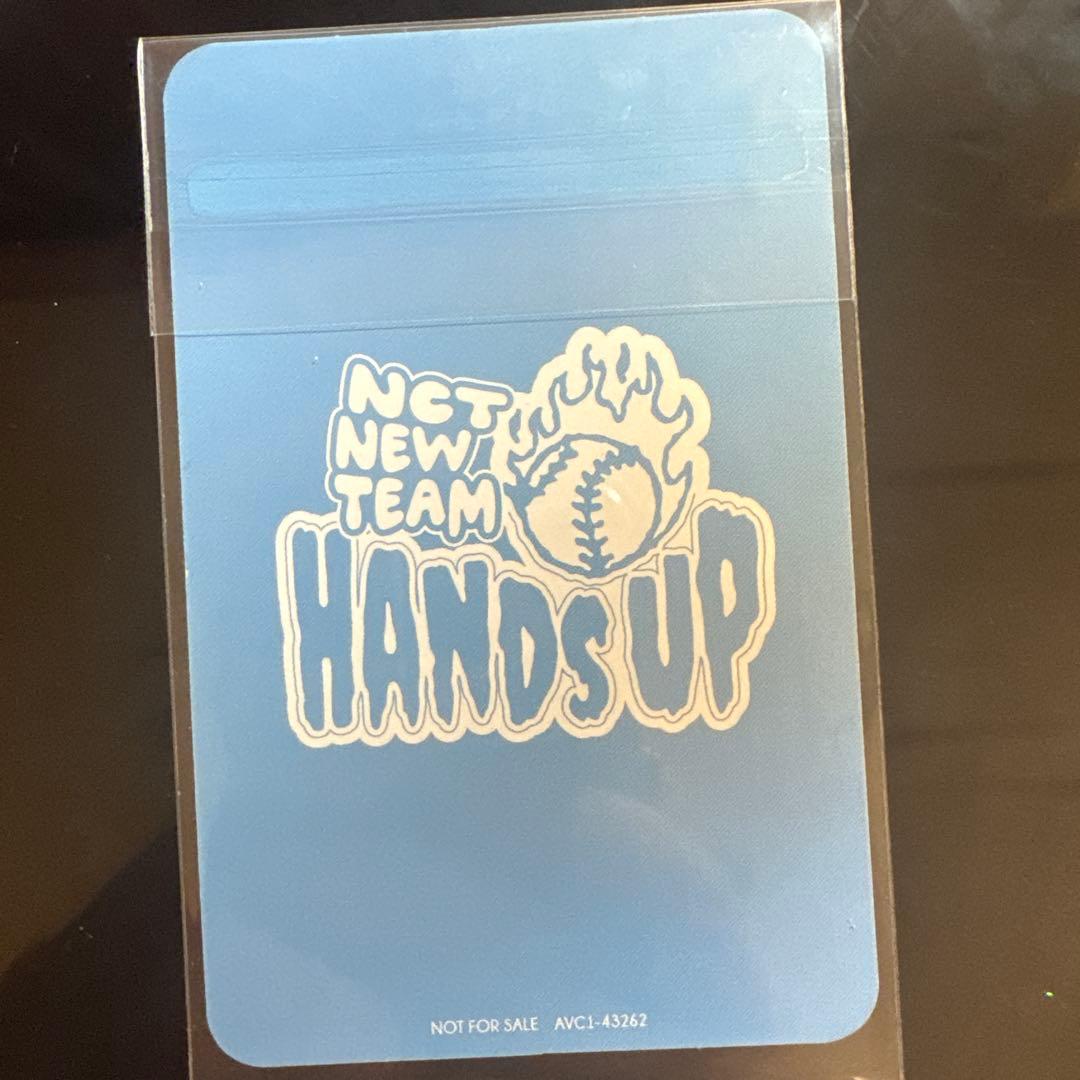 NCT
NEW
TEAM
HANDS UP
NOT FOR SALE AVC1-43262